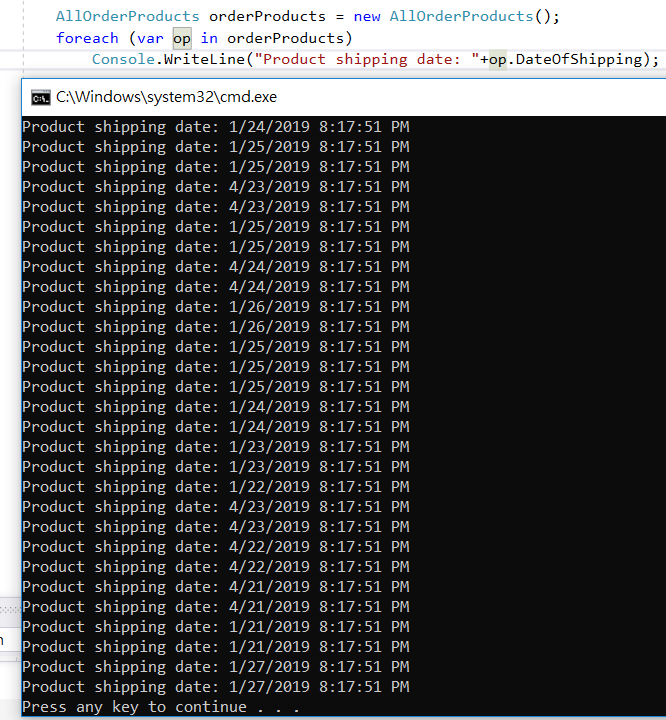 AllOrderProducts orderProducts = new AllOrderProducts();
foreach (var op in orderProducts)
Console.WriteLine("Product shipping date: "+op.DateOfShipping);
C:\Windows\system32\cmd.exe
Product shipping date: 1/24/2019 8:17:51 PM
Product shipping date: 1/25/2019 8:17:51 PM
Product shipping date: 1/25/2019 8:17:51 PM
Product shipping date: 4/23/2019 8:17:51 PM
Product shipping date: 4/23/2019 8:17:51 PM
Product shipping date: 1/25/2019 8:17:51 PM
Product shipping date: 1/25/2019 8:17:51 PM
Product shipping date: 4/24/2019 8:17:51 PM
Product shipping date: 4/24/2019 8:17:51 PM
Product shipping date: 1/26/2019 8:17:51 PM
Product shipping date: 1/26/2019 8:17:51 PM
Product shipping date: 1/25/2019 8:17:51 PM
Product shipping date: 1/25/2019 8:17:51 PM
Product shipping date: 1/25/2019 8:17:51 PM
Product shipping date: 1/24/2019 8:17:51 PM
Product shipping date: 1/24/2019 8:17:51 PM
Product shipping date: 1/23/2019 8:17:51 PM
Product shipping date: 1/23/2019 8:17:51 PM
Product shipping date: 1/22/2019 8:17:51 PM
Product shipping date: 4/23/2019 8:17:51 PM
Product shipping date: 4/23/2019 8:17:51 PM
Product shipping date: 4/22/2019 8:17:51 PM
Product shipping date: 4/22/2019 8:17:51 PM
Product shipping date: 4/21/2019 8:17:51 PM
Product shipping date: 4/21/2019 8:17:51 PM
Product shipping date: 1/21/2019 8:17:51 PM
Product shipping date: 1/21/2019 8:17:51 PM
Product shipping date: 1/27/2019 8:17:51 PM
Product shipping date: 1/27/2019 8:17:51 PM
Press any key to continue . . .